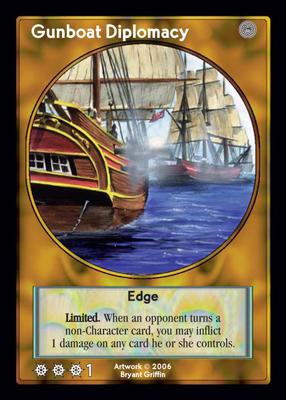 Gunboat Diplomacy
Edge
Limited. When an opponent turns a
non-Character card, you may inflict
1 damage on any card he or she controls.
1
Artwork © 2006
Bryant Griffin